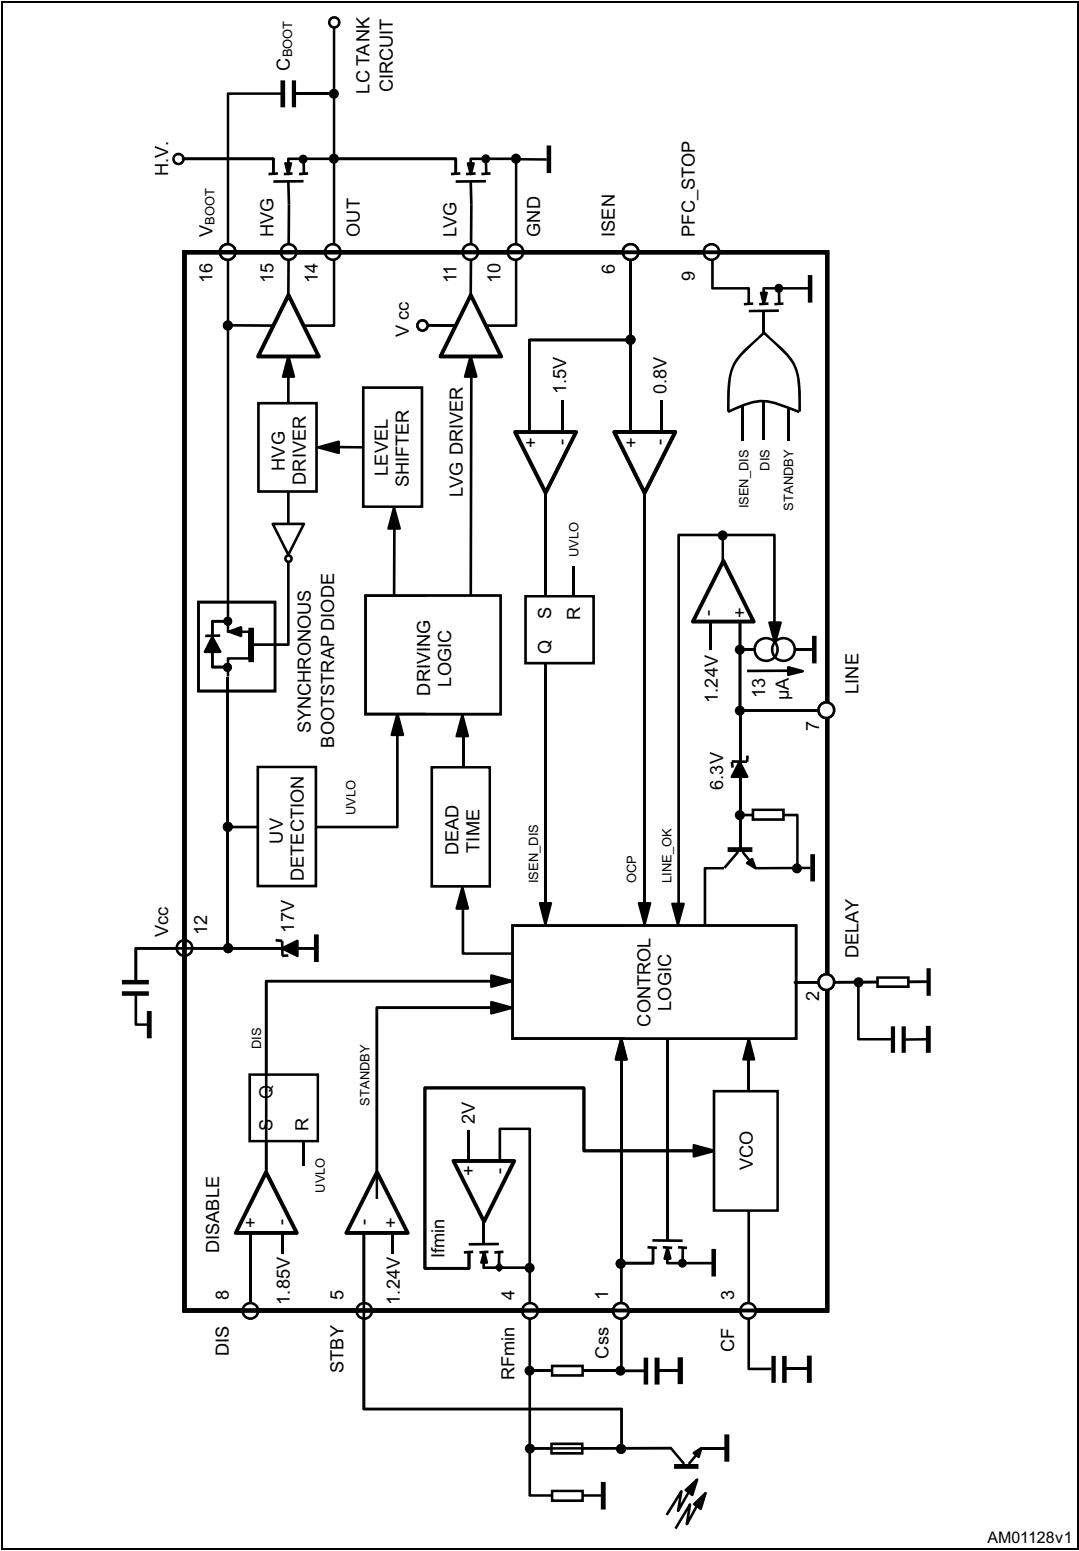 H.V.
C_BOOT
LC TANK
CIRCUIT
V_BOOT
HVG
OUT
LVG
GND
ISEN
PFC_STOP
16
15
14
11
10
6
9
V cc
1.5V
0.8V
HVG
DRIVER
LEVEL
SHIFTER
LVG DRIVER
+
-
+
-
ISEN_DIS
DIS
STANDBY
UVLO
Q
S
R
SYNCHRONOUS
BOOTSTRAP DIODE
DRIVING
LOGIC
1.24V
-
+
13
µA
LINE
7
6.3V
UV
DETECTION
UVLO
DEAD
TIME
ISEN_DIS
OCP
LINE_OK
Vcc
12
17V
CONTROL
LOGIC
DELAY
2
DIS
S
Q
R
UVLO
STANDBY
DISABLE
+
-
1.85V
-
+
1.24V
2V
+
-
Ifmin
VCO
8
5
4
1
3
DIS
STBY
RFmin
Css
CF
AM01128v1